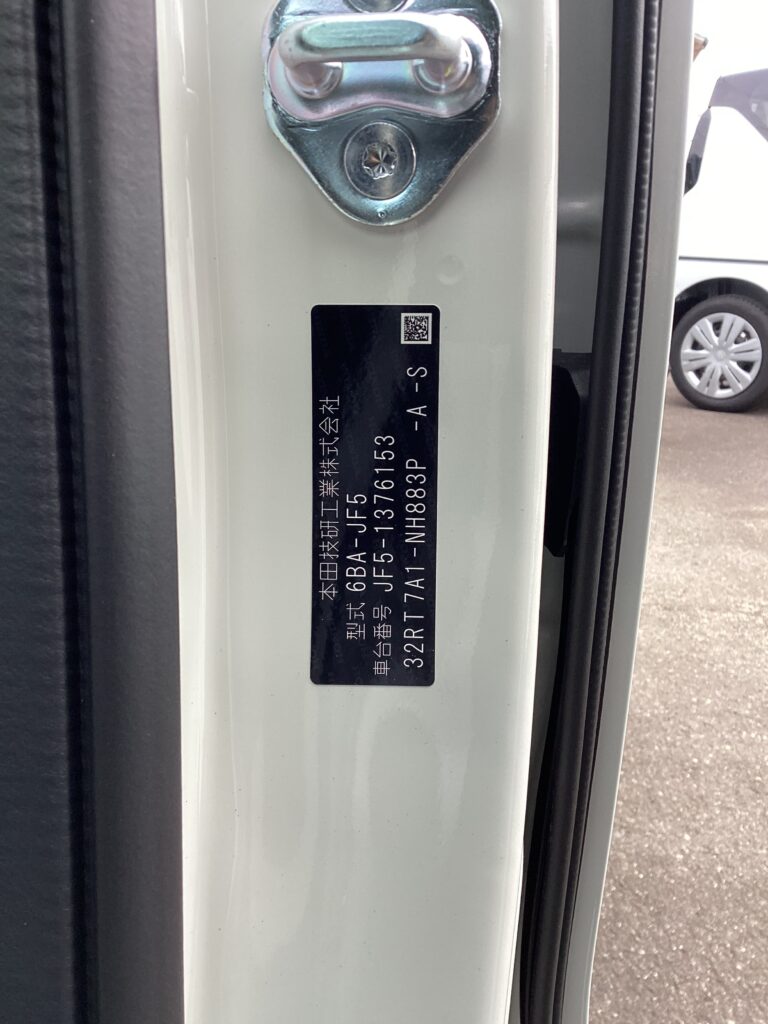 本田技研工業株式会社
型式 6BA-JF5
車台番号 JF5-1376153
32RT7A1-NH883P -A -S